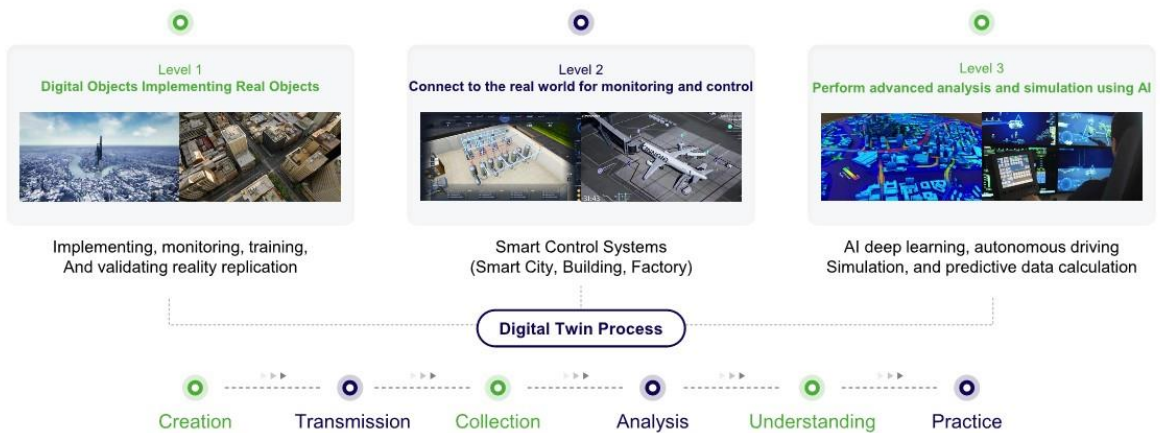 Level 1
Digital Objects Implementing Real Objects
Implementing, monitoring, training,
And validating reality replication
Level 2
Connect to the real world for monitoring and control
Smart Control Systems
(Smart City, Building, Factory)
Level 3
Perform advanced analysis and simulation using AI
AI deep learning, autonomous driving
Simulation, and predictive data calculation
Digital Twin Process
Creation
Transmission
Collection
Analysis
Understanding
Practice